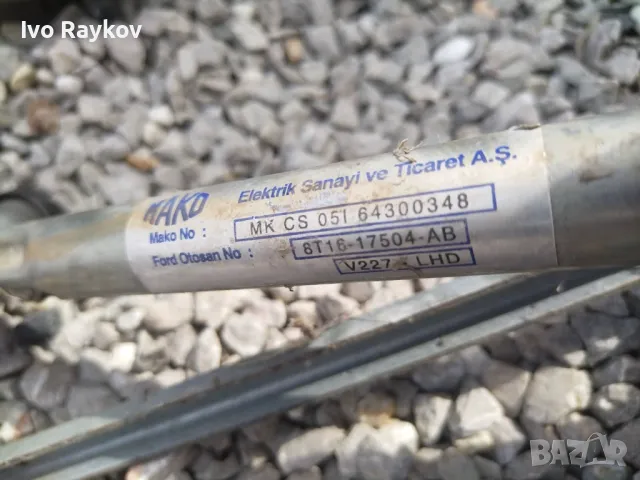 Ivo Raykov
MAKO Elektrik Sanayi ve Ticaret A.Ş.
Mako No : MK CS 051 64300348
Ford Otosan No : 8T16-17504-AB
V227 - LHD
BAZAR